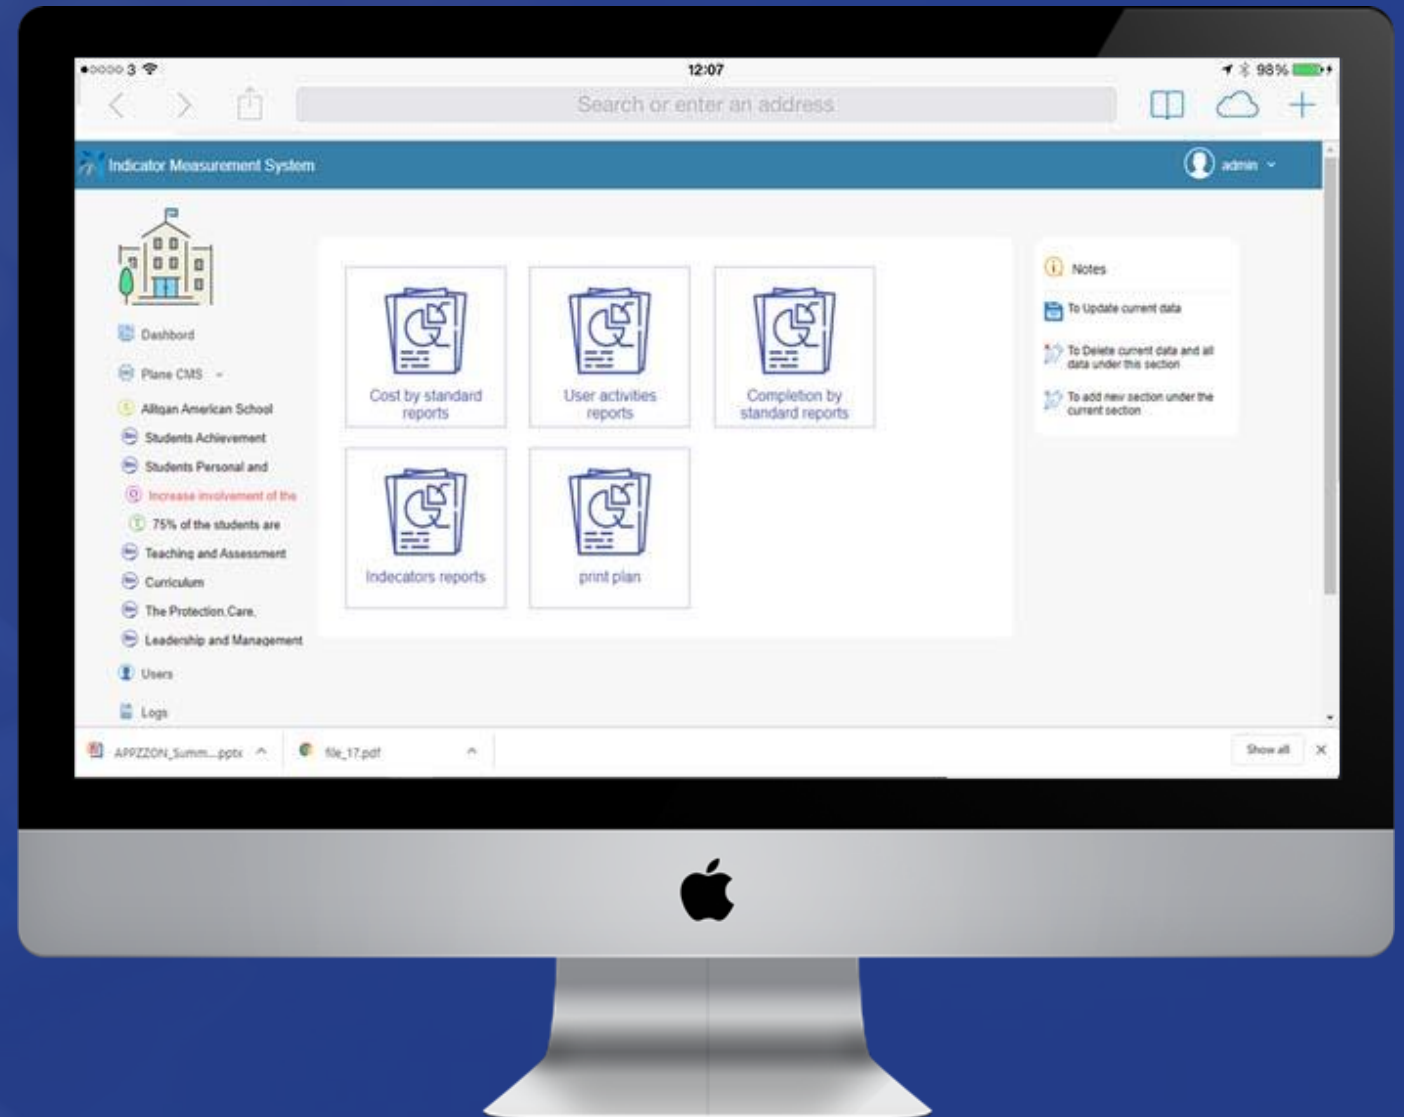 3
12:07
98%
Search or enter an address
Indicator Measurement System
admin
Dashbord
Plane CMS
Alltqan American School
Students Achievement
Students Personal and
Increase involvement of the
75% of the students are
Teaching and Assessment
Curriculum
The Protection,Care,
Leadership and Management
Users
Logs
Cost by standard
reports
User activities
reports
Completion by
standard reports
Indecators reports
print plan
Notes
To Update current data
To Delete current data and all
data under this section
To add new section under the
current section
APPZZON_Summ....pptx
file_17.pdf
Show all